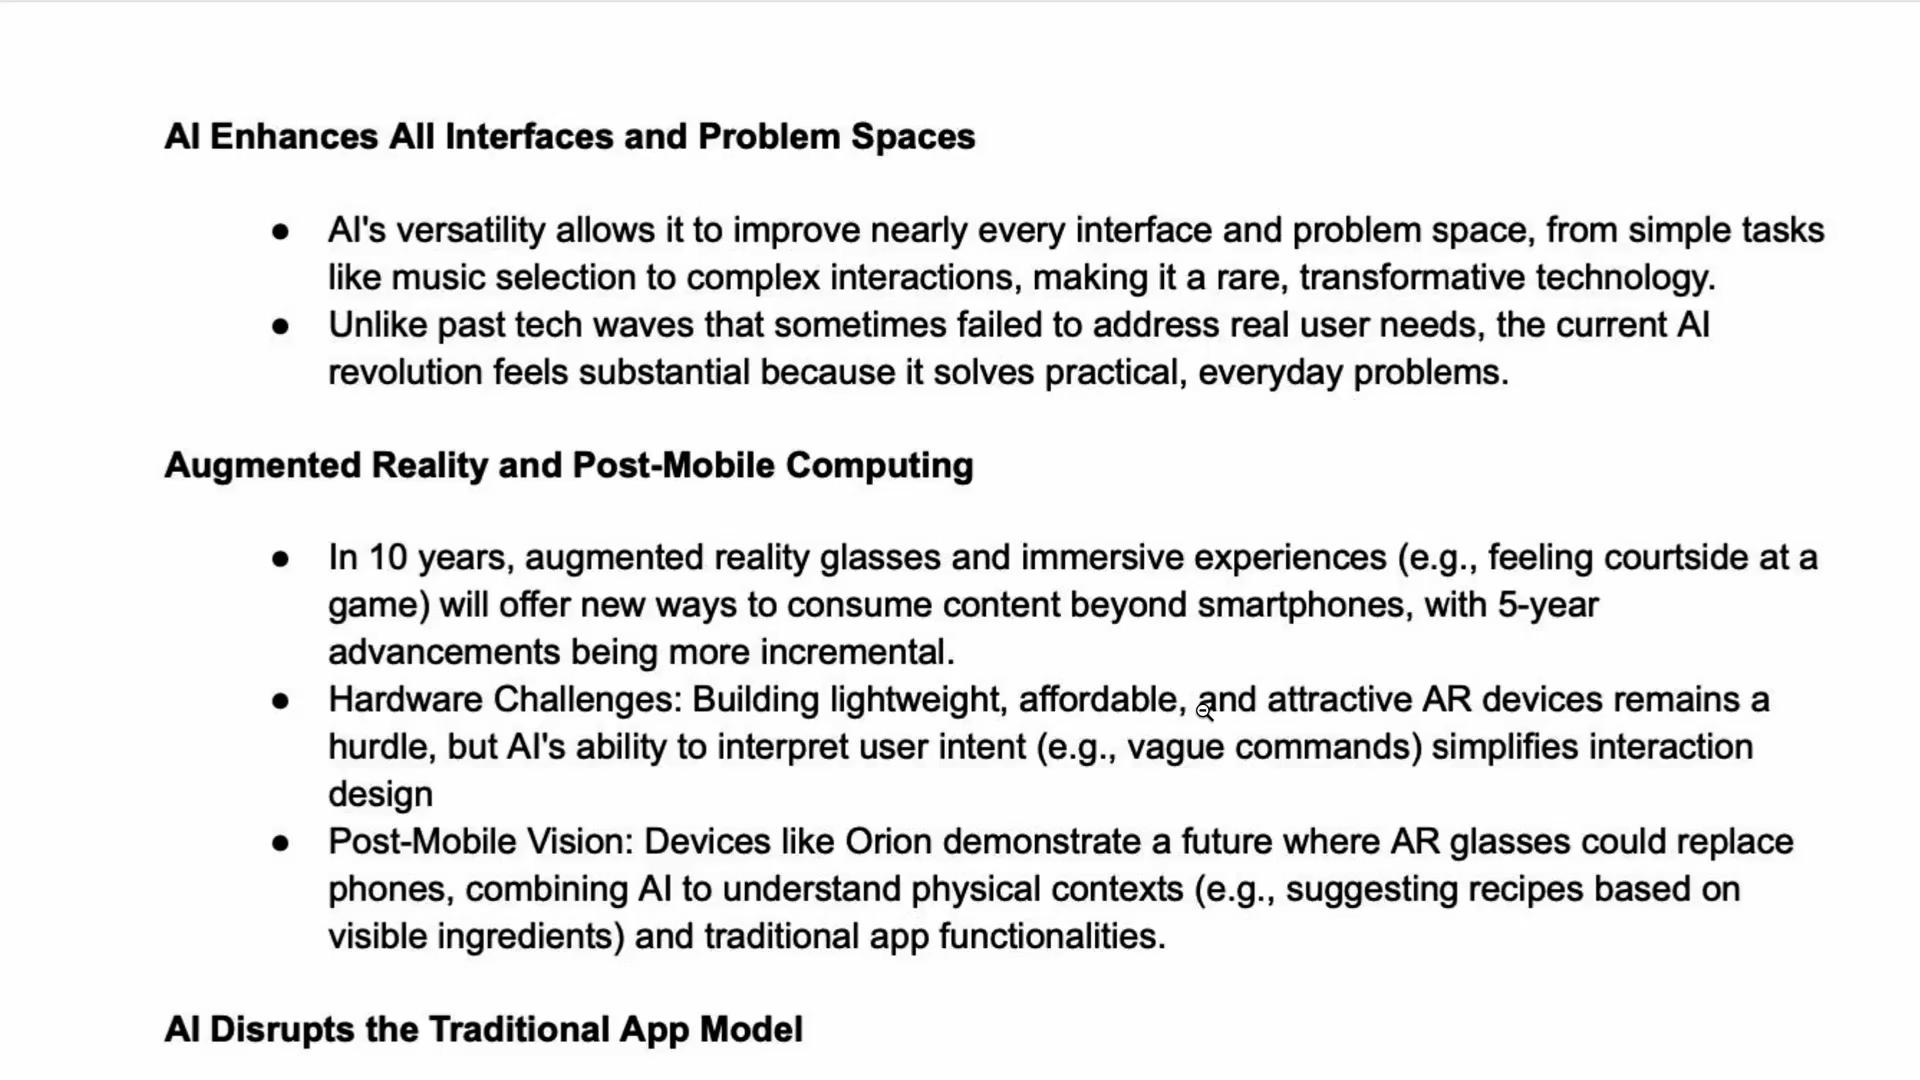 AI Enhances All Interfaces and Problem Spaces
● AI's versatility allows it to improve nearly every interface and problem space, from simple tasks
like music selection to complex interactions, making it a rare, transformative technology.
● Unlike past tech waves that sometimes failed to address real user needs, the current AI
revolution feels substantial because it solves practical, everyday problems.
Augmented Reality and Post-Mobile Computing
● In 10 years, augmented reality glasses and immersive experiences (e.g., feeling courtside at a
game) will offer new ways to consume content beyond smartphones, with 5-year
advancements being more incremental.
● Hardware Challenges: Building lightweight, affordable, and attractive AR devices remains a
hurdle, but AI's ability to interpret user intent (e.g., vague commands) simplifies interaction
design
● Post-Mobile Vision: Devices like Orion demonstrate a future where AR glasses could replace
phones, combining AI to understand physical contexts (e.g., suggesting recipes based on
visible ingredients) and traditional app functionalities.
AI Disrupts the Traditional App Model